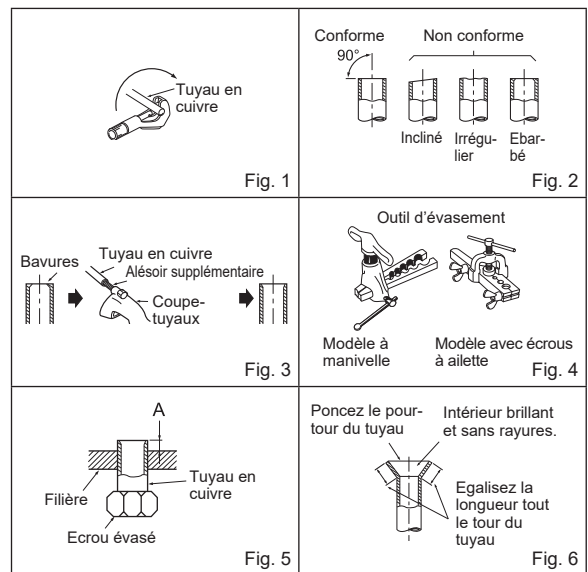 Tuyau en
cuivre
Fig. 1
Conforme
Non conforme
90°
Incliné
Irrégu-
lier
Ebar-
bé
Fig. 2
Bavures
Tuyau en cuivre
Alésoir supplémentaire
Coupe-
tuyaux
Fig. 3
Outil d'évasement
Modèle à
manivelle
Modèle avec écrous
à ailette
Fig. 4
A
Filière
Tuyau en
cuivre
Ecrou évasé
Fig. 5
Poncez le pour-
tour du tuyau
Intérieur brillant
et sans rayures.
Egalisez la
longueur tout
le tour du
tuyau
Fig. 6